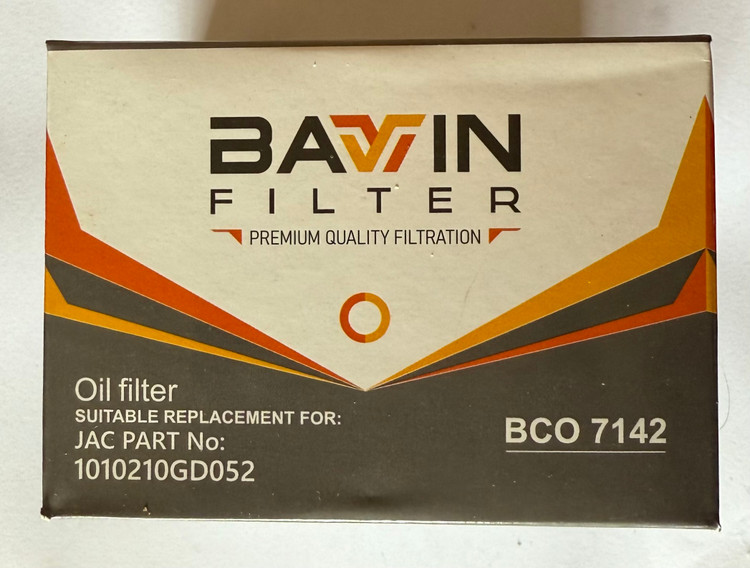 BAVIN
FILTER
PREMIUM QUALITY FILTRATION
Oil filter
SUITABLE REPLACEMENT FOR:
JAC PART No:
1010210GD052
BCO 7142